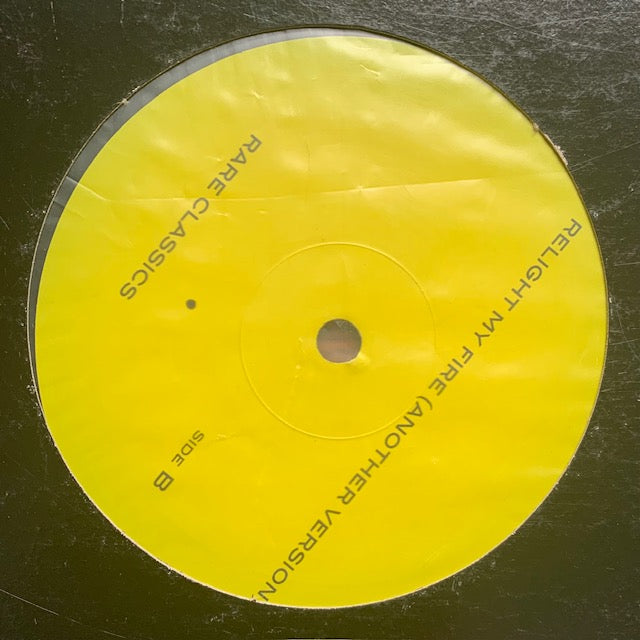 RARE CLASSICS
SIDE B
RELIGHT MY FIRE (ANOTHER VERSION)